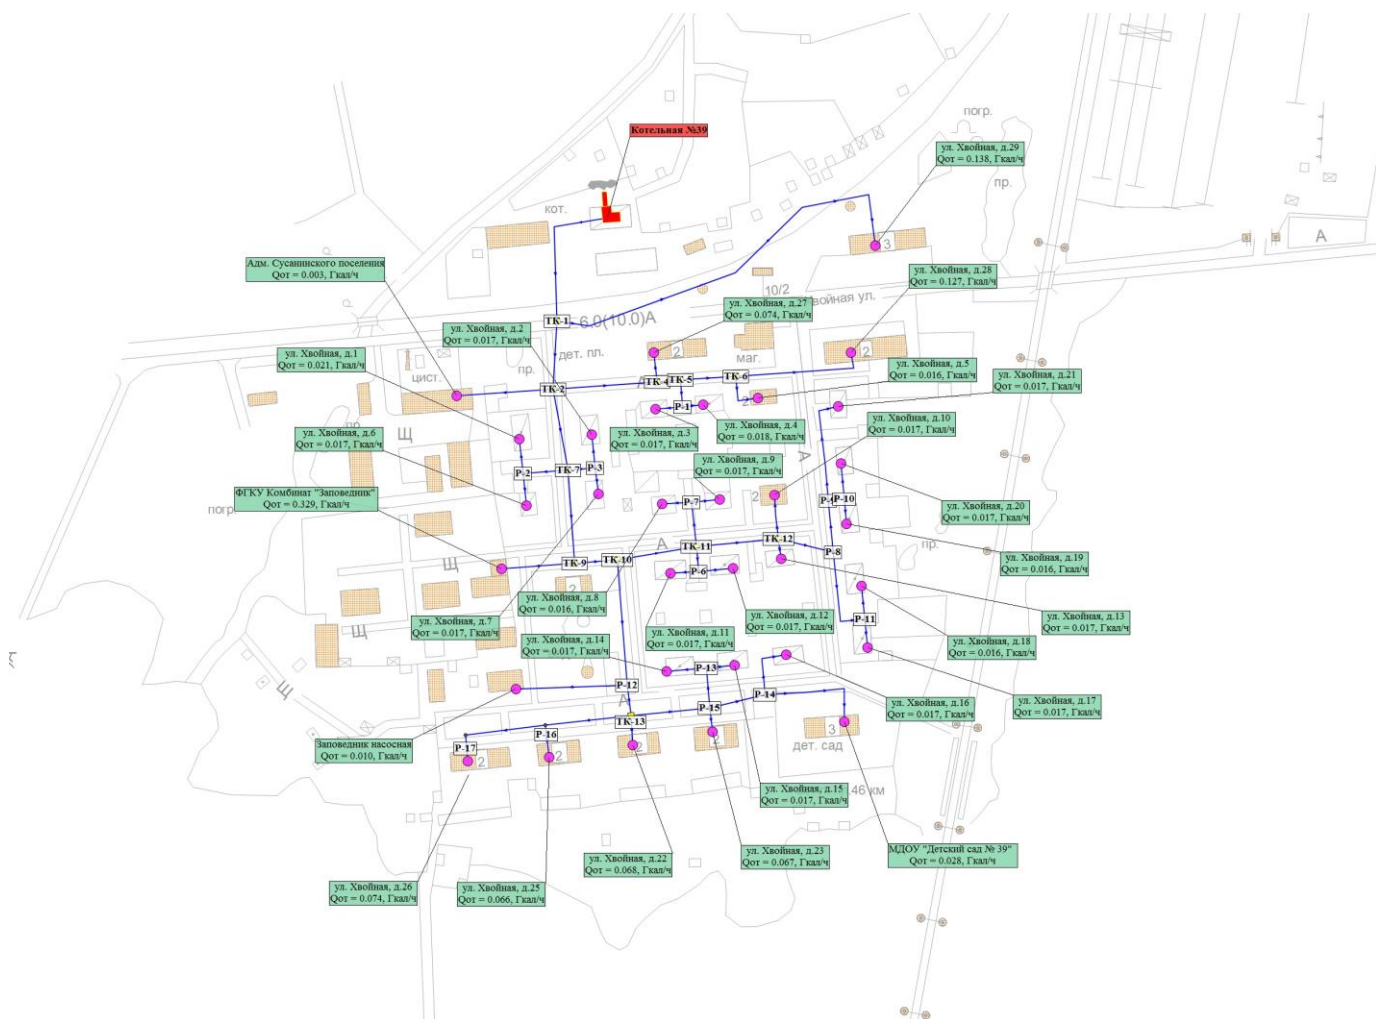 погр.
Котельная №39
ул. Хвойная, д.29
Qот = 0.138, Гкал/ч
пр.
кот.
3
А
Адм. Сусанинского поселения
Qот = 0.003, Гкал/ч
ул. Хвойная, д.28
Qот = 0.127, Гкал/ч
10/2
ул. Хвойная, д.27
Qот = 0.074, Гкал/ч
войная ул.
ТК-1
6.0(10.0)А
ул. Хвойная, д.2
Qот = 0.017, Гкал/ч
ул. Хвойная, д.1
Qот = 0.021, Гкал/ч
дет. пл.
2
маг.
2
пр.
цист.
ул. Хвойная, д.5
Qот = 0.016, Гкал/ч
ул. Хвойная, д.21
Qот = 0.017, Гкал/ч
ТК-2
ТК-4
ТК-5
ТК-6
2
Р-1
ул. Хвойная, д.6
Qот = 0.017, Гкал/ч
Щ
ул. Хвойная, д.3
Qот = 0.017, Гкал/ч
ул. Хвойная, д.4
Qот = 0.018, Гкал/ч
ул. Хвойная, д.10
Qот = 0.017, Гкал/ч
А
ул. Хвойная, д.9
Qот = 0.017, Гкал/ч
Р-2
ТК-7
Р-3
ФГКУ Комбинат "Заповедник"
Qот = 0.329, Гкал/ч
погр.
Р-7
2
Р-10
ул. Хвойная, д.20
Qот = 0.017, Гкал/ч
А
ТК-11
ТК-12
Р-8
пр.
Щ
ТК-9
ТК-10
Р-6
ул. Хвойная, д.19
Qот = 0.016, Гкал/ч
2
ул. Хвойная, д.8
Qот = 0.016, Гкал/ч
ул. Хвойная, д.7
Qот = 0.017, Гкал/ч
ул. Хвойная, д.12
Qот = 0.017, Гкал/ч
Р-11
ул. Хвойная, д.13
Qот = 0.017, Гкал/ч
Щ
ул. Хвойная, д.14
Qот = 0.017, Гкал/ч
ул. Хвойная, д.11
Qот = 0.017, Гкал/ч
ул. Хвойная, д.18
Qот = 0.016, Гкал/ч
Р-13
Щ
Р-12
Р-14
А
Р-15
ул. Хвойная, д.16
Qот = 0.017, Гкал/ч
ул. Хвойная, д.17
Qот = 0.017, Гкал/ч
ТК-13
Заповедник насосная
Qот = 0.010, Гкал/ч
Р-17
Р-16
2
2
2
2
3
дет. сад
ул. Хвойная, д.15
Qот = 0.017, Гкал/ч
46 км
ул. Хвойная, д.22
Qот = 0.068, Гкал/ч
ул. Хвойная, д.23
Qот = 0.067, Гкал/ч
МДОУ "Детский сад № 39"
Qот = 0.028, Гкал/ч
ул. Хвойная, д.26
Qот = 0.074, Гкал/ч
ул. Хвойная, д.25
Qот = 0.066, Гкал/ч